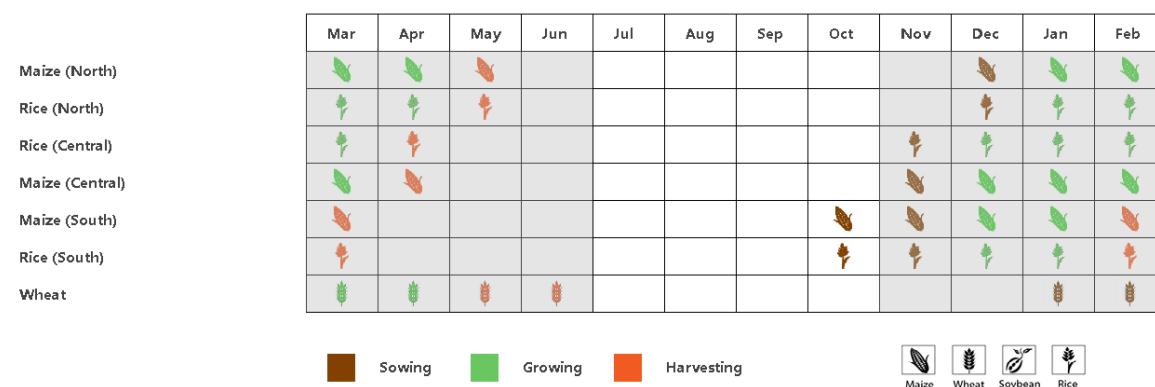 Mar Apr May Jun Jul Aug Sep Oct Nov Dec Jan Feb
Maize (North)
Rice (North)
Rice (Central)
Maize (Central)
Maize (South)
Rice (South)
Wheat
Sowing Growing Harvesting
Maize Wheat Soybean Rice